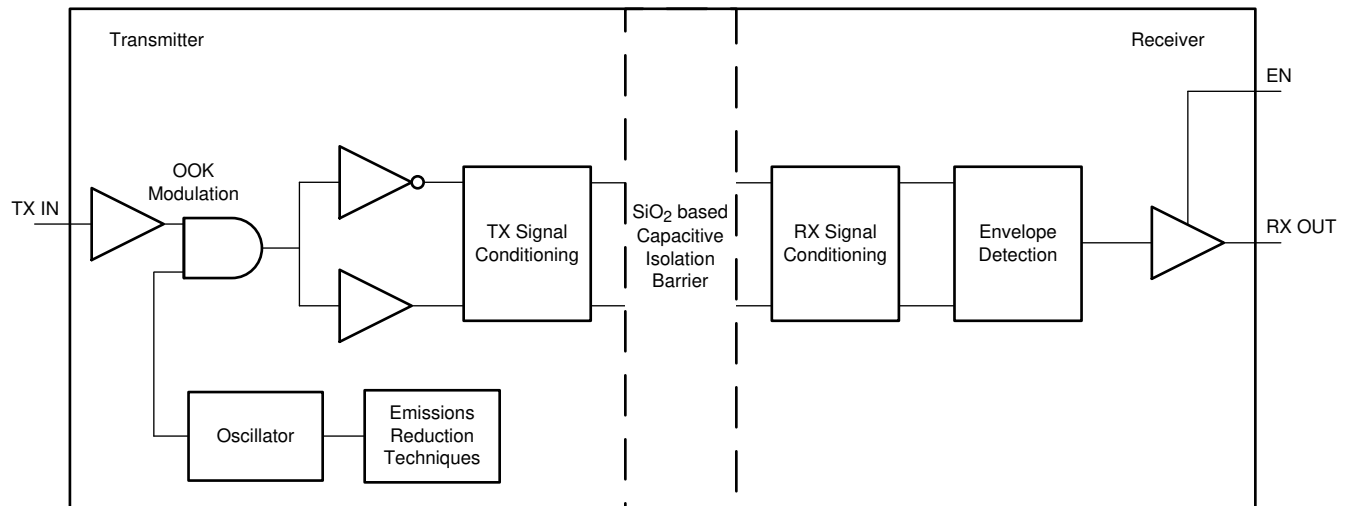 Transmitter
Receiver
EN
OOK
Modulation
TX IN
TX Signal
Conditioning
SiO2 based
Capacitive
Isolation
Barrier
RX Signal
Conditioning
Envelope
Detection
RX OUT
Oscillator
Emissions
Reduction
Techniques